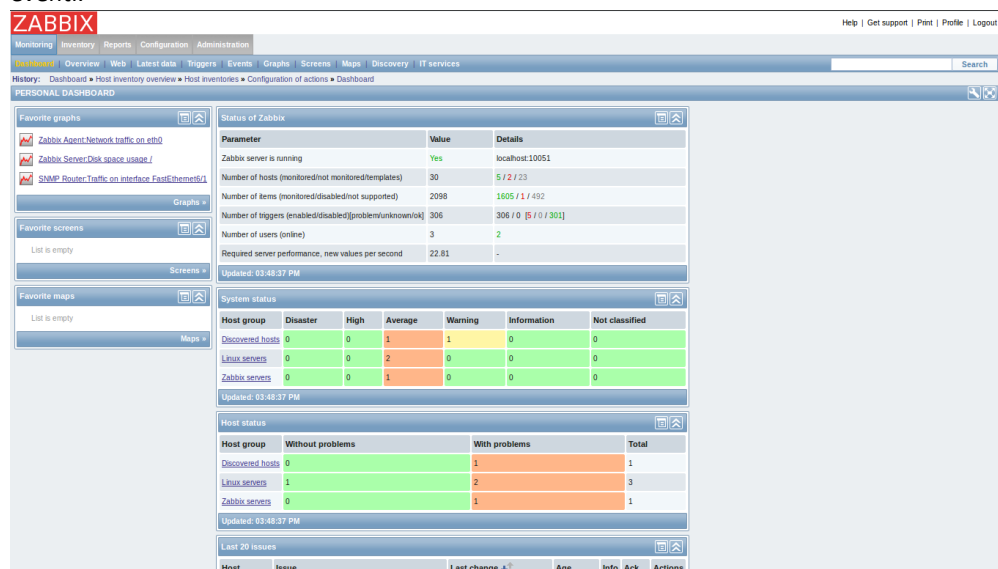 ZABBIX
Help | Get support | Print | Profile | Logout
Monitoring Inventory Reports Configuration Administration
Dashboard | Overview | Web | Latest data | Triggers | Events | Graphs | Screens | Maps | Discovery | IT services
Search
History: Dashboard » Host inventory overview » Host inventories » Configuration of actions » Dashboard
PERSONAL DASHBOARD
Favorite graphs
Zabbix Agent:Network traffic on eth0
Zabbix Server:Disk space usage /
SNMP Router:Traffic on interface FastEthernet6/1
Graphs »
Favorite screens
List is empty
Screens »
Favorite maps
List is empty
Maps »
Status of Zabbix
Parameter Value Details
Zabbix server is running Yes localhost:10051
Number of hosts (monitored/not monitored/templates) 30 5 / 2 / 23
Number of items (monitored/disabled/not supported) 2098 1605 / 1 / 492
Number of triggers (enabled/disabled)[problem/unknown/ok] 306 306 / 0 [5 / 0 / 301]
Number of users (online) 3 2
Required server performance, new values per second 22.81 -
Updated: 03:48:37 PM
System status
Host group Disaster High Average Warning Information Not classified
Discovered hosts 0 0 1 1 0 0
Linux servers 0 0 2 0 0 0
Zabbix servers 0 0 1 0 0 0
Updated: 03:48:37 PM
Host status
Host group Without problems With problems Total
Discovered hosts 0 1 1
Linux servers 1 2 3
Zabbix servers 0 1 1
Updated: 03:48:37 PM
Last 20 issues
Host Issue Last change Age Info Ack Actions